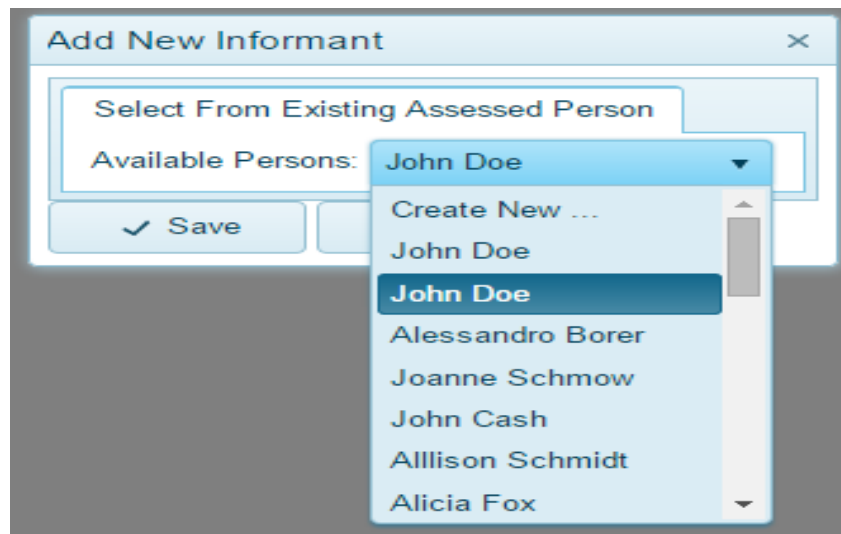 Add New Informant
Select From Existing Assessed Person
Available Persons: John Doe
Save
Create New ...
John Doe
John Doe
Alessandro Borer
Joanne Schmow
John Cash
Alllison Schmidt
Alicia Fox